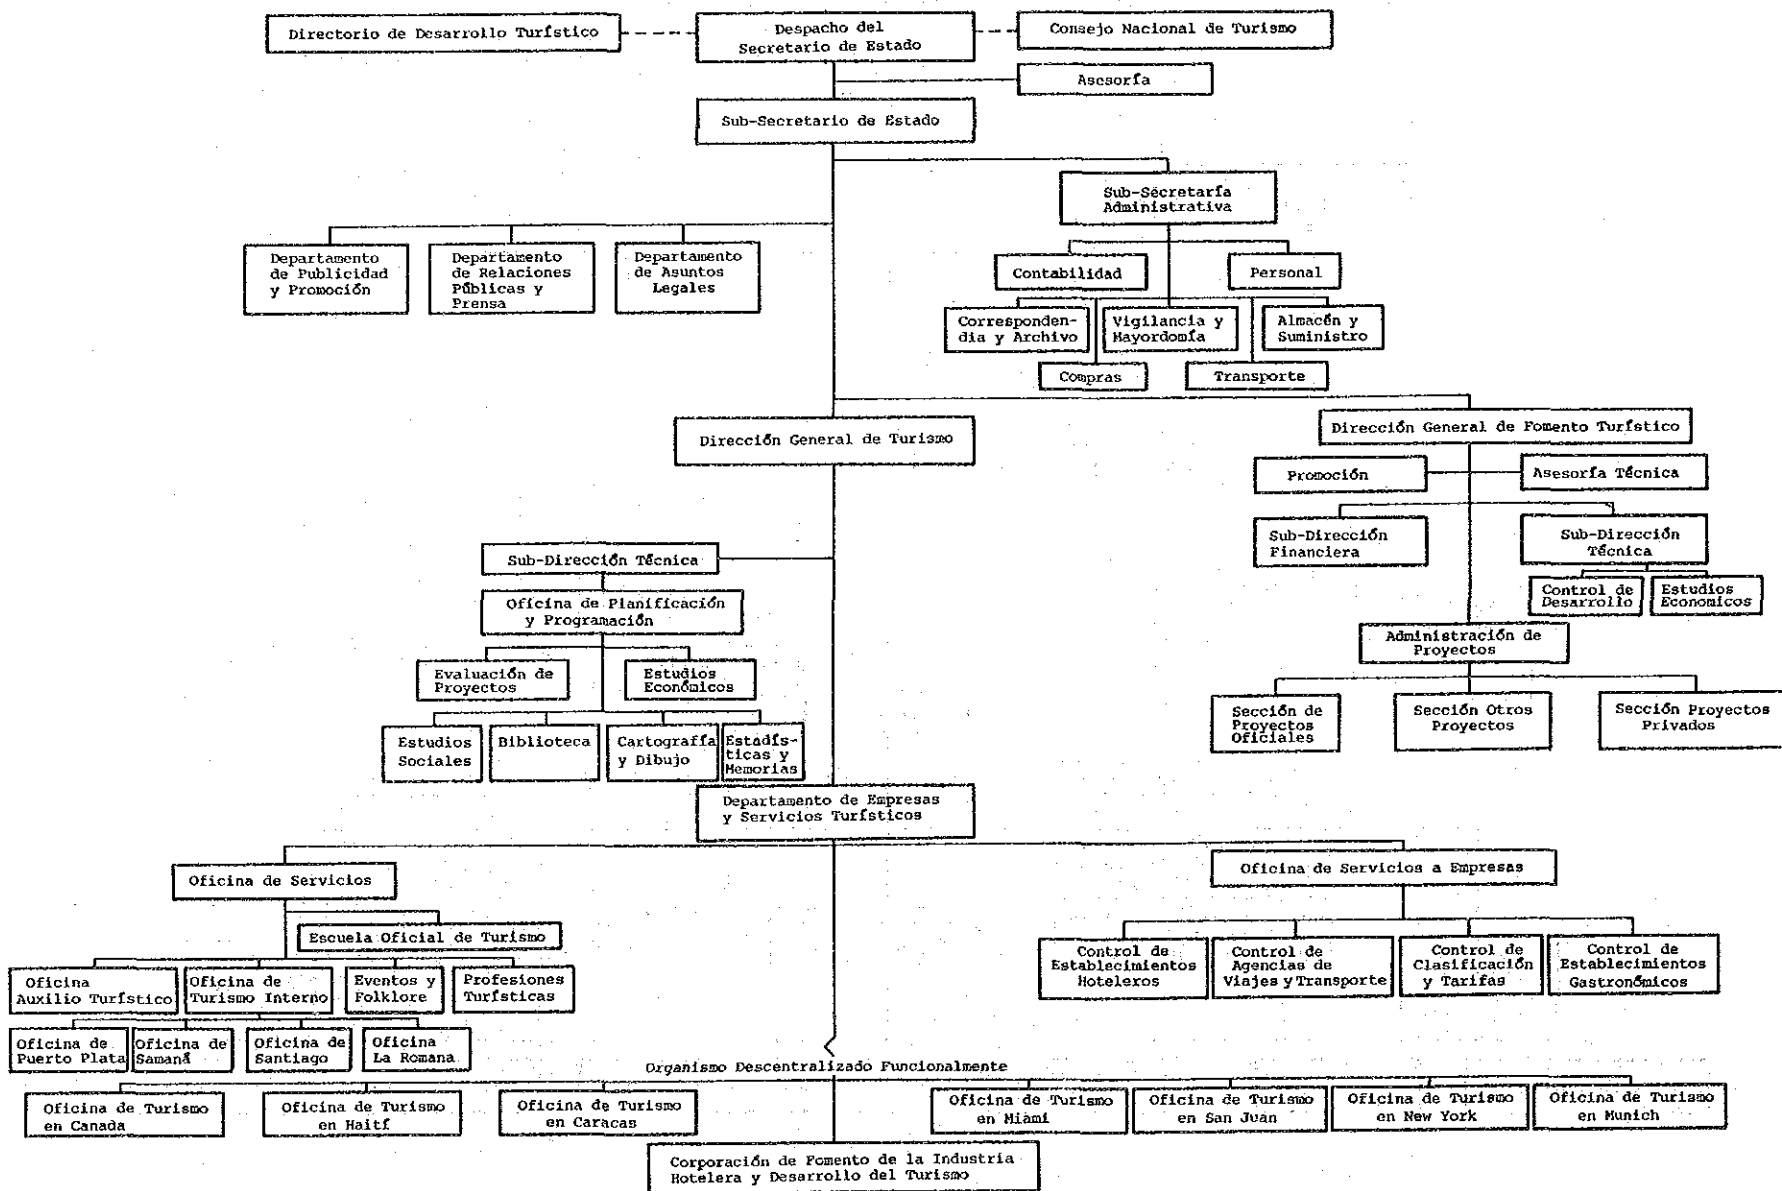 Directorio de Desarrollo Turístico
Despacho del
Secretario de Estado
Consejo Nacional de Turismo
Asesoría
Sub-Secretario de Estado
Sub-Secretaría
Administrativa
Departamento
de Publicidad
y Promoción
Departamento
de Relaciones
Públicas y
Prensa
Departamento
de Asuntos
Legales
Contabilidad
Personal
Corresponden-
dia y Archivo
Vigilancia y
Mayordomía
Almacén y
Suministro
Compras
Transporte
Dirección General de Turismo
Dirección General de Fomento Turístico
Promoción
Asesoría Técnica
Sub-Dirección
Financiera
Sub-Dirección
Técnica
Control de
Desarrollo
Estudios
Economicos
Administración de
Proyectos
Sección de
Proyectos
Oficiales
Sección Otros
Proyectos
Sección Proyectos
Privados
Sub-Dirección Técnica
Oficina de Planificación
y Programación
Evaluación de
Proyectos
Estudios
Económicos
Estudios
Sociales
Biblioteca
Cartografía
y Dibujo
Estadís-
ticas y
Memorias
Departamento de Empresas
y Servicios Turísticos
Oficina de Servicios
Oficina de Servicios a Empresas
Escuela Oficial de Turismo
Oficina
Auxilio Turístico
Oficina de
Turismo Interno
Eventos y
Folklore
Profesiones
Turísticas
Control de
Establecimientos
Hoteleros
Control de
Agencias de
Viajes y Transporte
Control de
Clasificación
y Tarifas
Control de
Establecimientos
Gastronómicos
Oficina de
Puerto Plata
Oficina de
Samaná
Oficina de
Santiago
Oficina
La Romana
Organismo Descentralizado Funcionalmente
Oficina de Turismo
en Canada
Oficina de Turismo
en Haití
Oficina de Turismo
en Caracas
Oficina de Turismo
en Miami
Oficina de Turismo
en San Juan
Oficina de Turismo
en New York
Oficina de Turismo
en Munich
Corporación de Fomento de la Industria
Hotelera y Desarrollo del Turismo